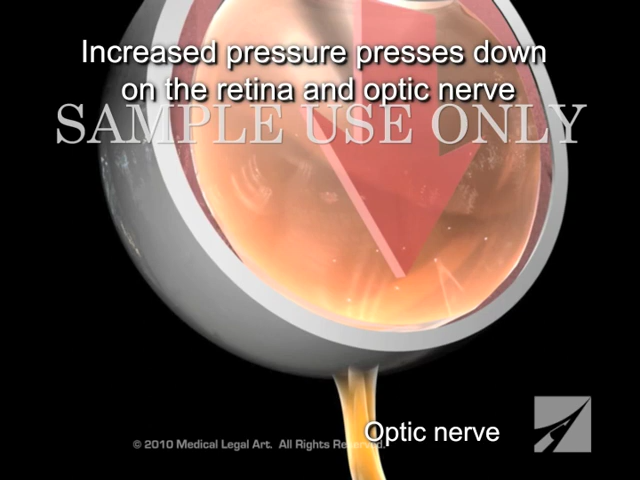 Increased pressure presses down
on the retina and optic nerve
SAMPLE USE ONLY
Optic nerve
© 2010 Medical Legal Art. All Rights Reserved.